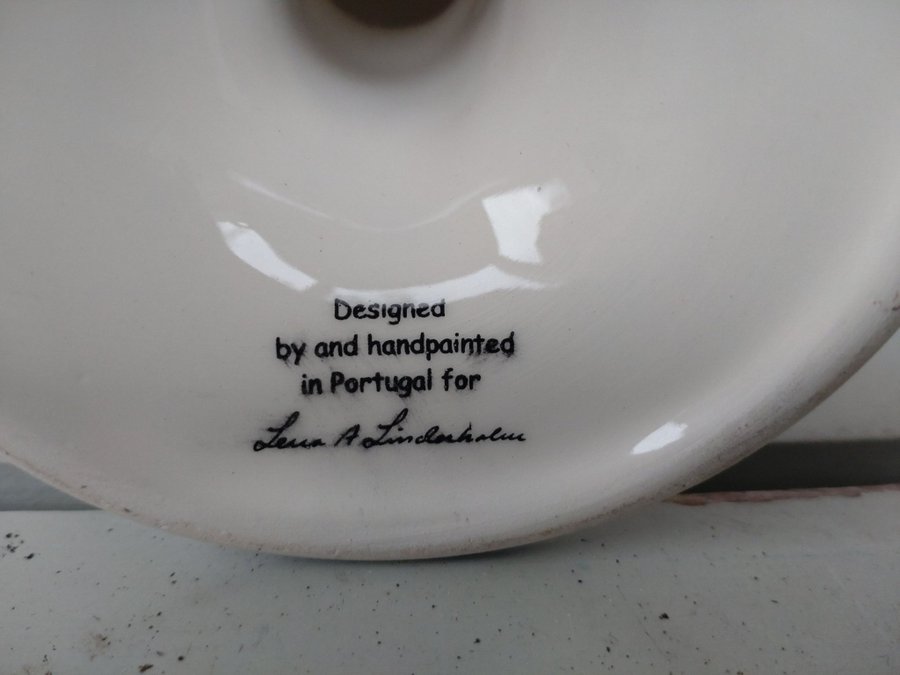 Designed
by and handpainted
in Portugal for
Lena A Linderholm